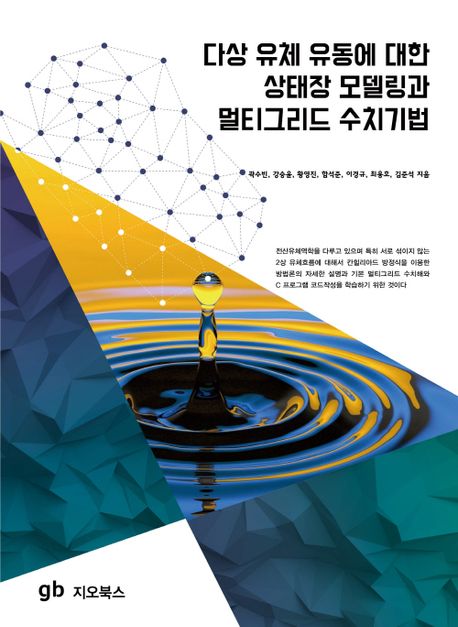 다상 유체 유동에 대한
상태장 모델링과
멀티그리드 수치기법
곽수빈, 강승윤, 황영진, 함석준, 이경규, 최용호, 김준석 지음
전산유체역학을 다루고 있으며 특히 서로 섞이지 않는
2상 유체흐름에 대해서 칸힐리아드 방정식을 이용한
방법론의 자세한 설명과 기본 멀티그리드 수치해와
C 프로그램 코드작성을 학습하기 위한 것이다
gb 지오북스